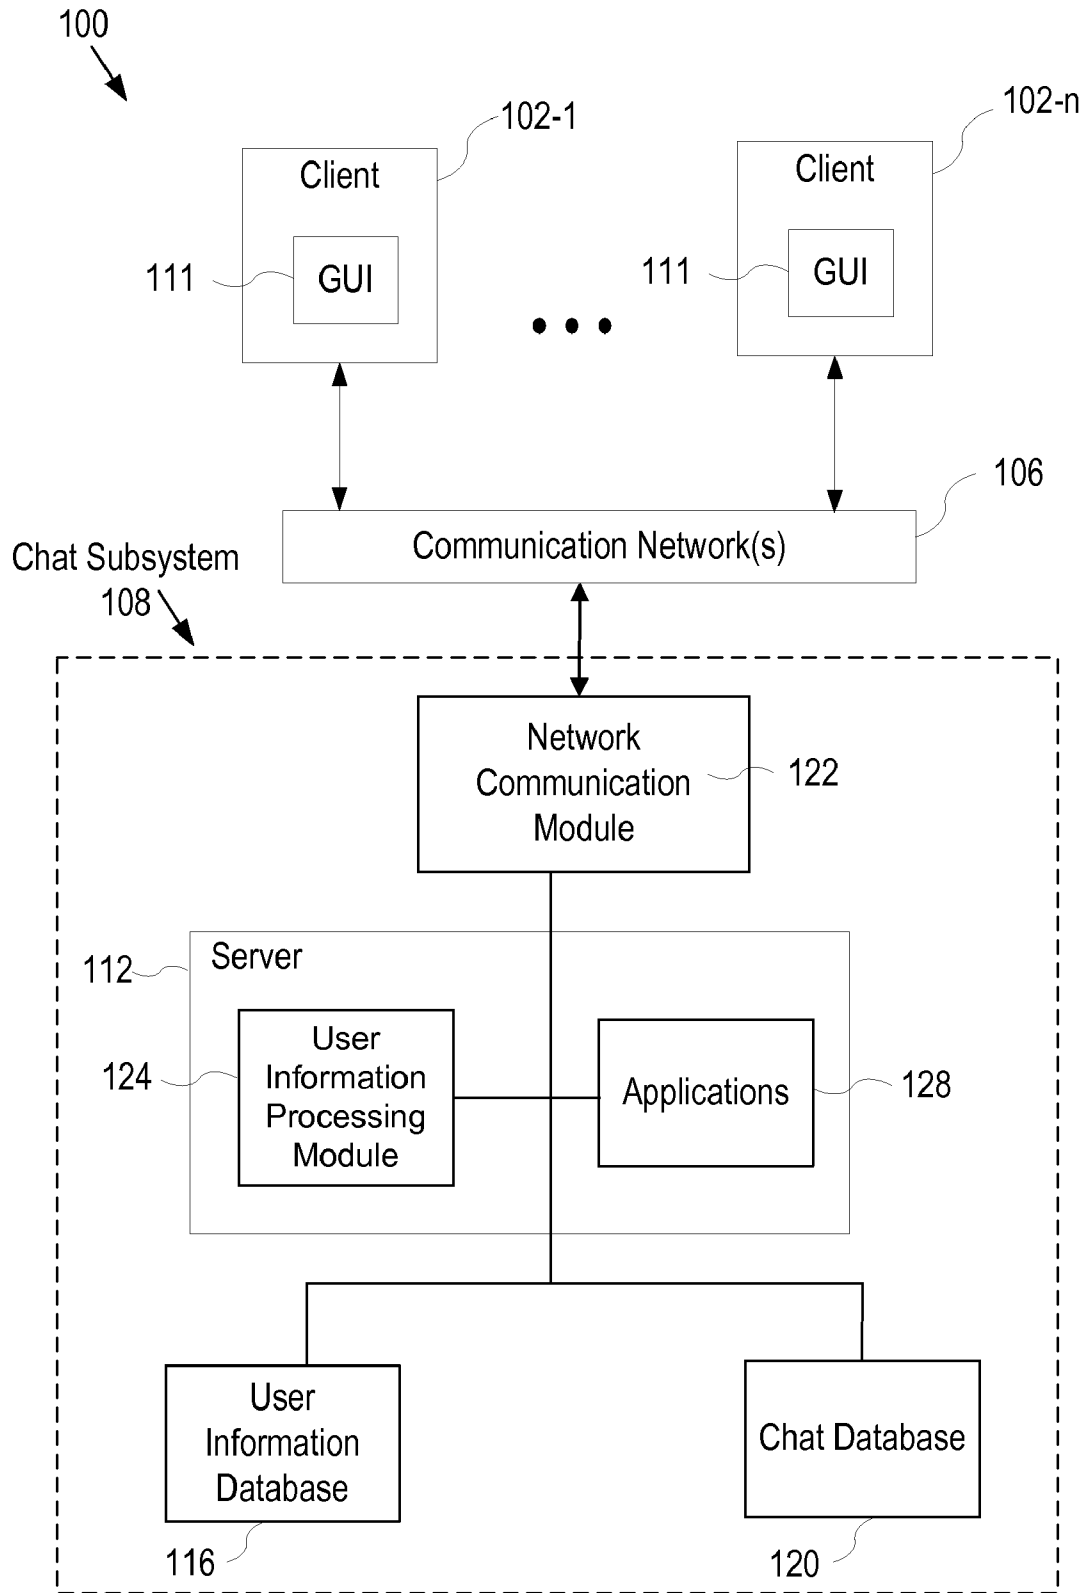 100
102-1
102-n
Client
Client
111
GUI
111
GUI
106
Communication Network(s)
Chat Subsystem
108
Network
Communication
Module
122
112
Server
124
User
Information
Processing
Module
Applications
128
User
Information
Database
Chat Database
116
120